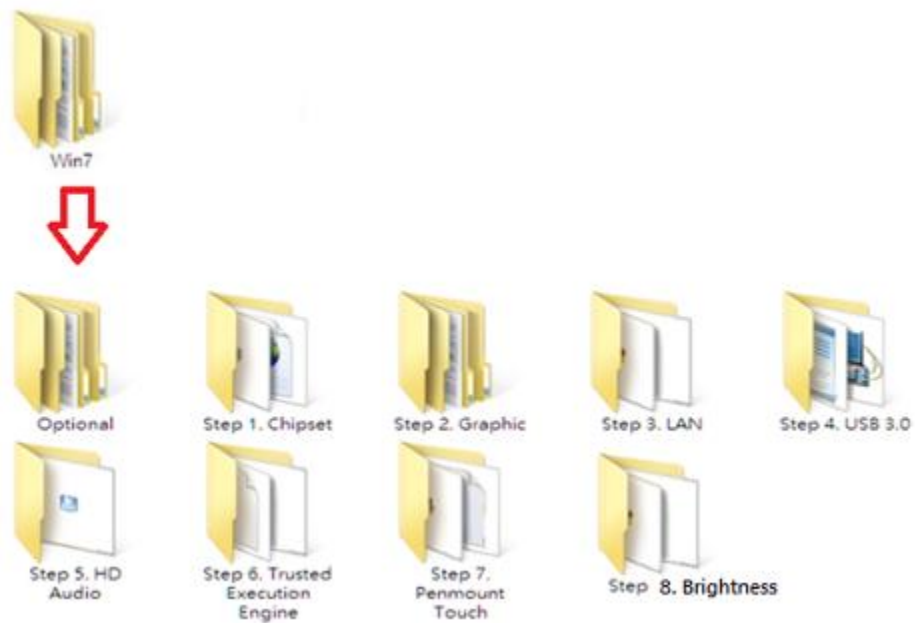 Win7
Optional
Step 1. Chipset
Step 2. Graphic
Step 3. LAN
Step 4. USB 3.0
Step 5. HD
Audio
Step 6. Trusted
Execution
Engine
Step 7.
Penmount
Touch
Step 8. Brightness